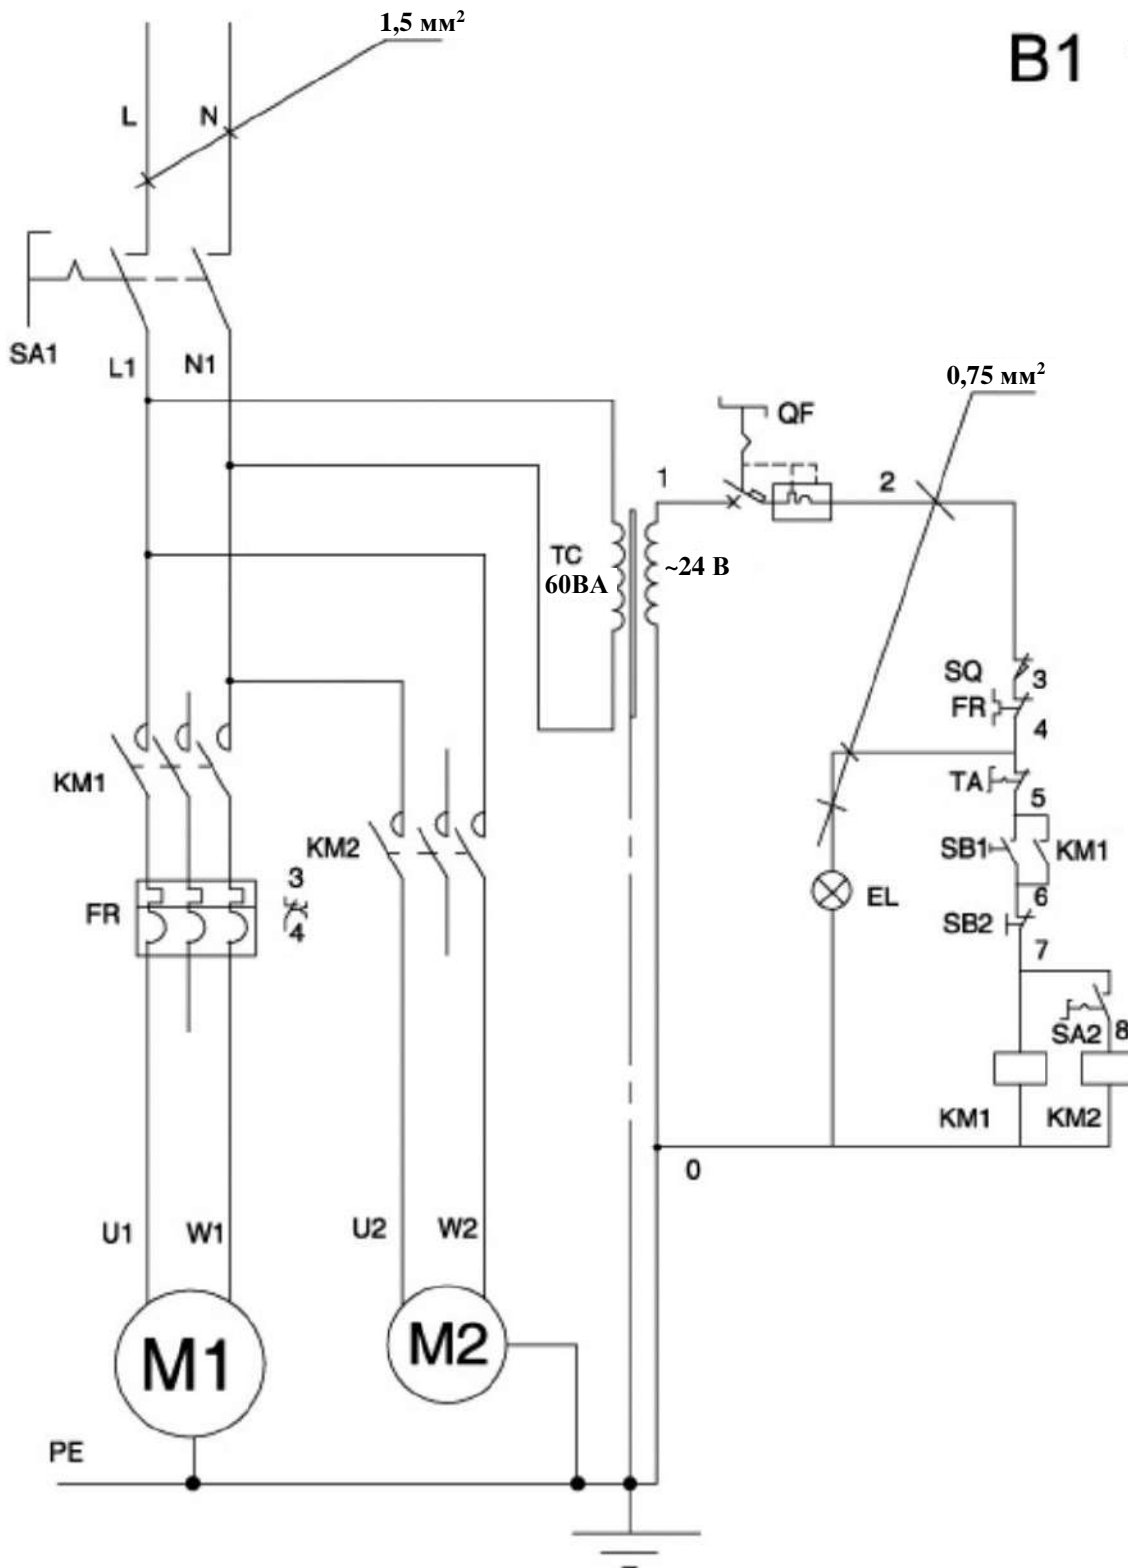 1,5 мм²
B1
L N
SA1
L1 N1
0,75 мм²
QF
1
2
TC
60ВА
~24 В
SQ
3
FR
4
TA
5
KM1
KM2
SB1
KM1
3
FR
4
EL
6
SB2
7
SA2
8
KM1
KM2
0
U1 W1
U2 W2
M1
M2
PE